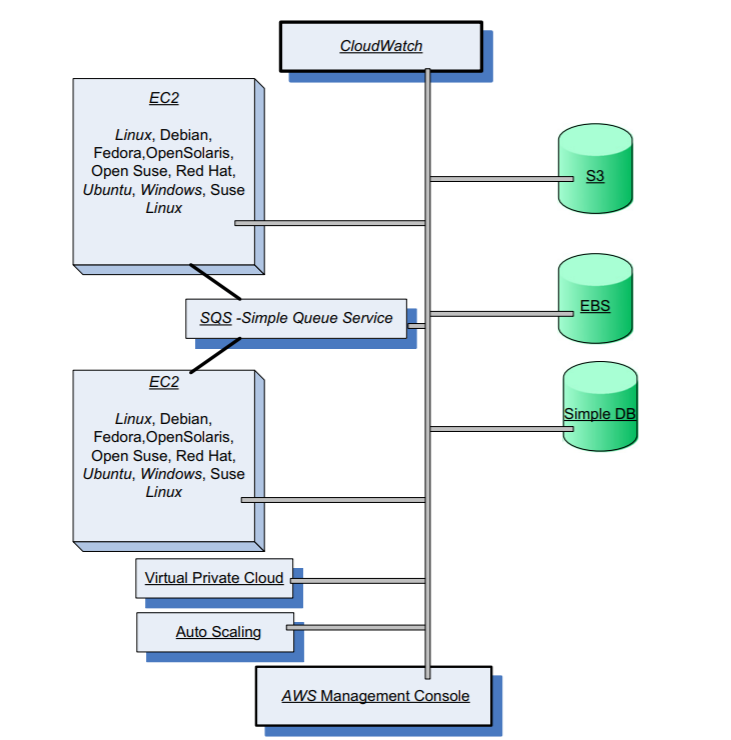 CloudWatch
EC2
Linux, Debian,
Fedora,OpenSolaris,
Open Suse, Red Hat,
Ubuntu, Windows, Suse
Linux
S3
SQS -Simple Queue Service
EBS
EC2
Linux, Debian,
Fedora,OpenSolaris,
Open Suse, Red Hat,
Ubuntu, Windows, Suse
Linux
Simple DB
Virtual Private Cloud
Auto Scaling
AWS Management Console